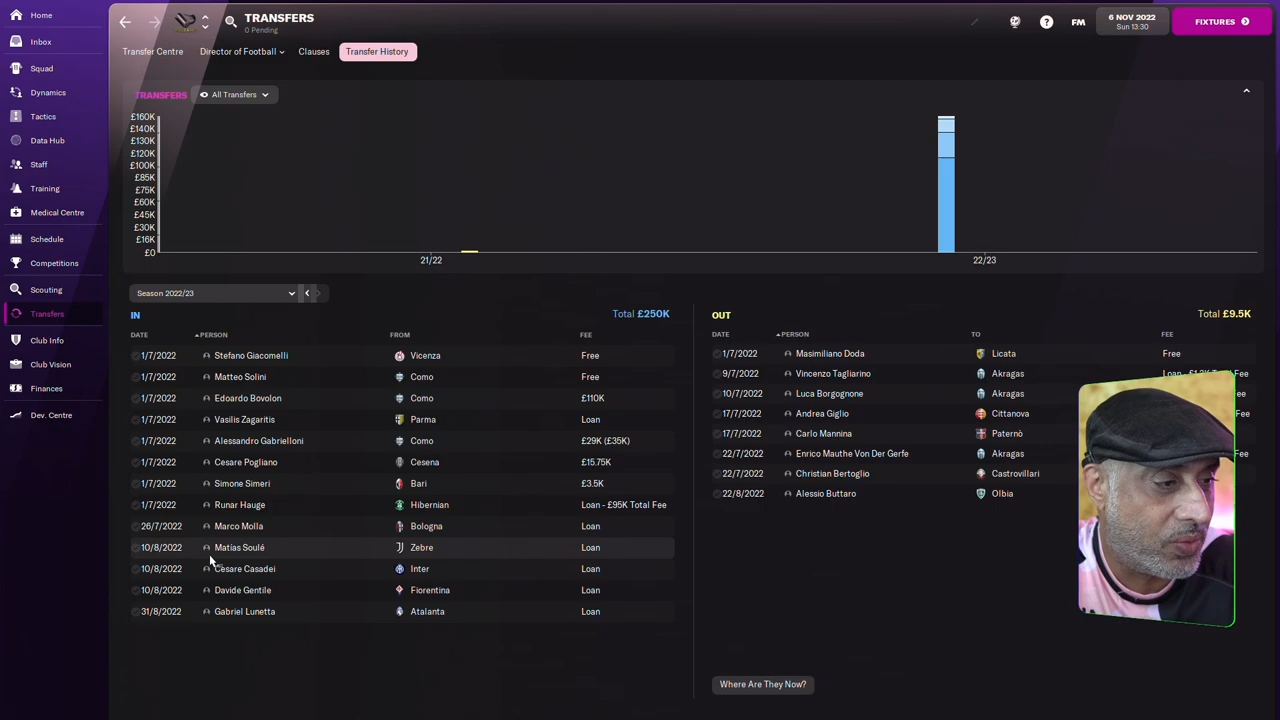 Home
Inbox
Squad
Dynamics
Tactics
Data Hub
Staff
Training
Medical Centre
Schedule
Competitions
Scouting
Transfers
Club Info
Club Vision
Finances
Dev. Centre
TRANSFERS
0 Pending
FM
6 NOV 2022
Sun 13:30
FIXTURES
Transfer Centre Director of Football Clauses Transfer History
TRANSFERS All Transfers
£160K
£140K
£130K
£120K
£100K
£85K
£75K
£60K
£45K
£30K
£16K
£0
21/22 22/23
Season 2022/23
IN Total £250K
DATE PERSON FROM FEE
1/7/2022 Stefano Giacomelli Vicenza Free
1/7/2022 Matteo Solini Como Free
1/7/2022 Edoardo Bovolon Como £110K
1/7/2022 Vasilis Zagaritis Parma Loan
1/7/2022 Alessandro Gabrielloni Como £29K (£35K)
1/7/2022 Cesare Pogliano Cesena £15.75K
1/7/2022 Simone Simeri Bari £3.5K
1/7/2022 Runar Hauge Hibernian Loan - £95K Total Fee
26/7/2022 Marco Molla Bologna Loan
10/8/2022 Matías Soulé Zebre Loan
10/8/2022 Cesare Casadei Inter Loan
10/8/2022 Davide Gentile Fiorentina Loan
31/8/2022 Gabriel Lunetta Atalanta Loan
OUT Total £9.5K
DATE PERSON TO FEE
1/7/2022 Masimiliano Doda Licata Free
9/7/2022 Vincenzo Tagliarino Akragas Loan - Fee
10/7/2022 Luca Borgognone Akragas Fee
17/7/2022 Andrea Giglio Cittanova Fee
17/7/2022 Carlo Mannina Paternò
22/7/2022 Enrico Mauthe Von Der Gerfe Akragas Fee
22/7/2022 Christian Bertoglio Castrovillari
22/8/2022 Alessio Buttaro Olbia
Where Are They Now?